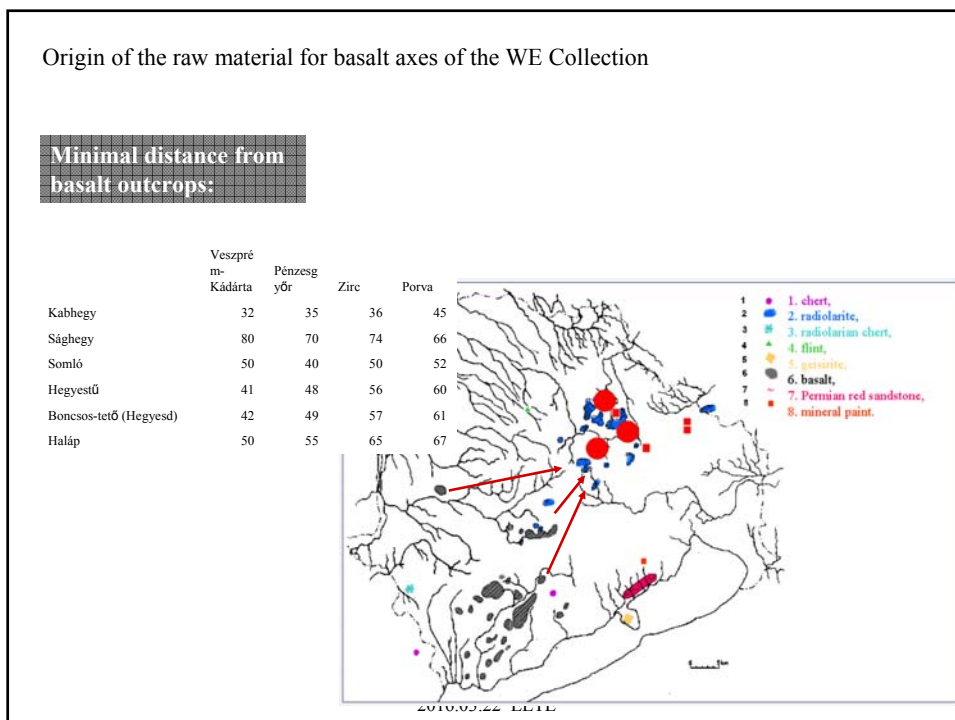 Origin of the raw material for basalt axes of the WE Collection
Minimal distance from
basalt outcrops:
Veszpré
m- Pénzesg
Kádárta yőr Zirc Porva
Kabhegy 32 35 36 45
Sághegy 80 70 74 66
Somló 50 40 50 52
Hegyestű 41 48 56 60
Boncsos-tető (Hegyesd) 42 49 57 61
Haláp 50 55 65 67
1 1. chert,
2 2. radiolarite,
3 3. radiolarian chert,
4 4. flint,
5 5. geisirite,
6 6. basalt,
7 7. Permian red sandstone,
8 8. mineral paint.